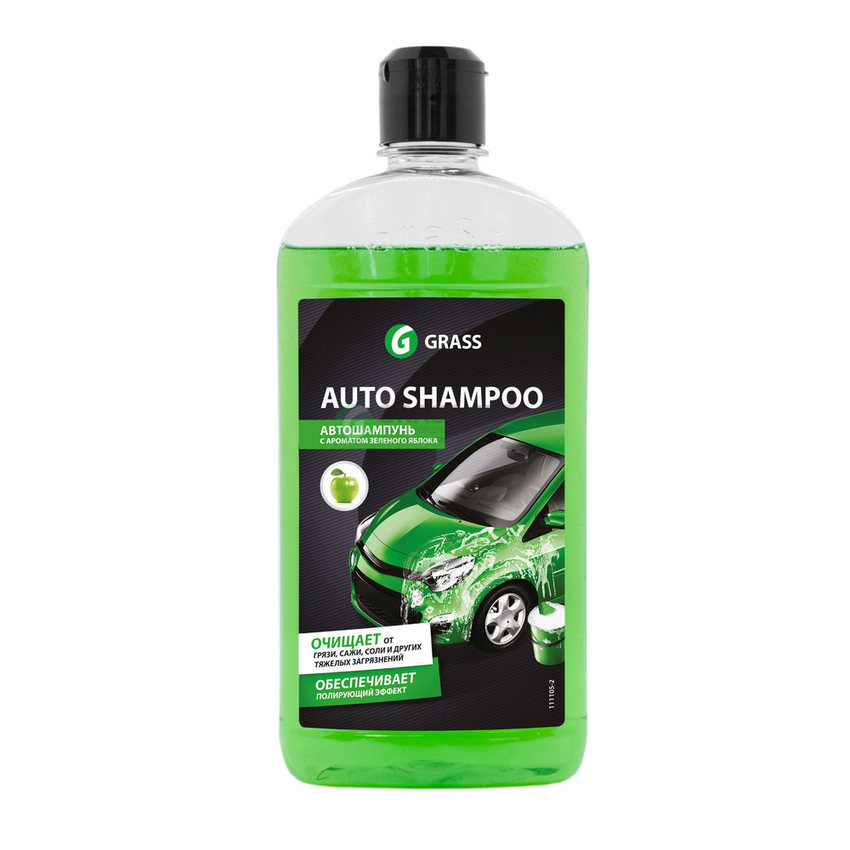 GraSS
GRASS
AUTO SHAMPOO
АВТОШАМПУНЬ
С АРОМАТОМ ЗЕЛЕНОГО ЯБЛОКА
ОЧИЩАЕТ ОТ
ГРЯЗИ, САЖИ, СОЛИ И ДРУГИХ
ТЯЖЕЛЫХ ЗАГРЯЗНЕНИЙ
ОБЕСПЕЧИВАЕТ
ПОЛИРУЮЩИЙ ЭФФЕКТ
111105-2